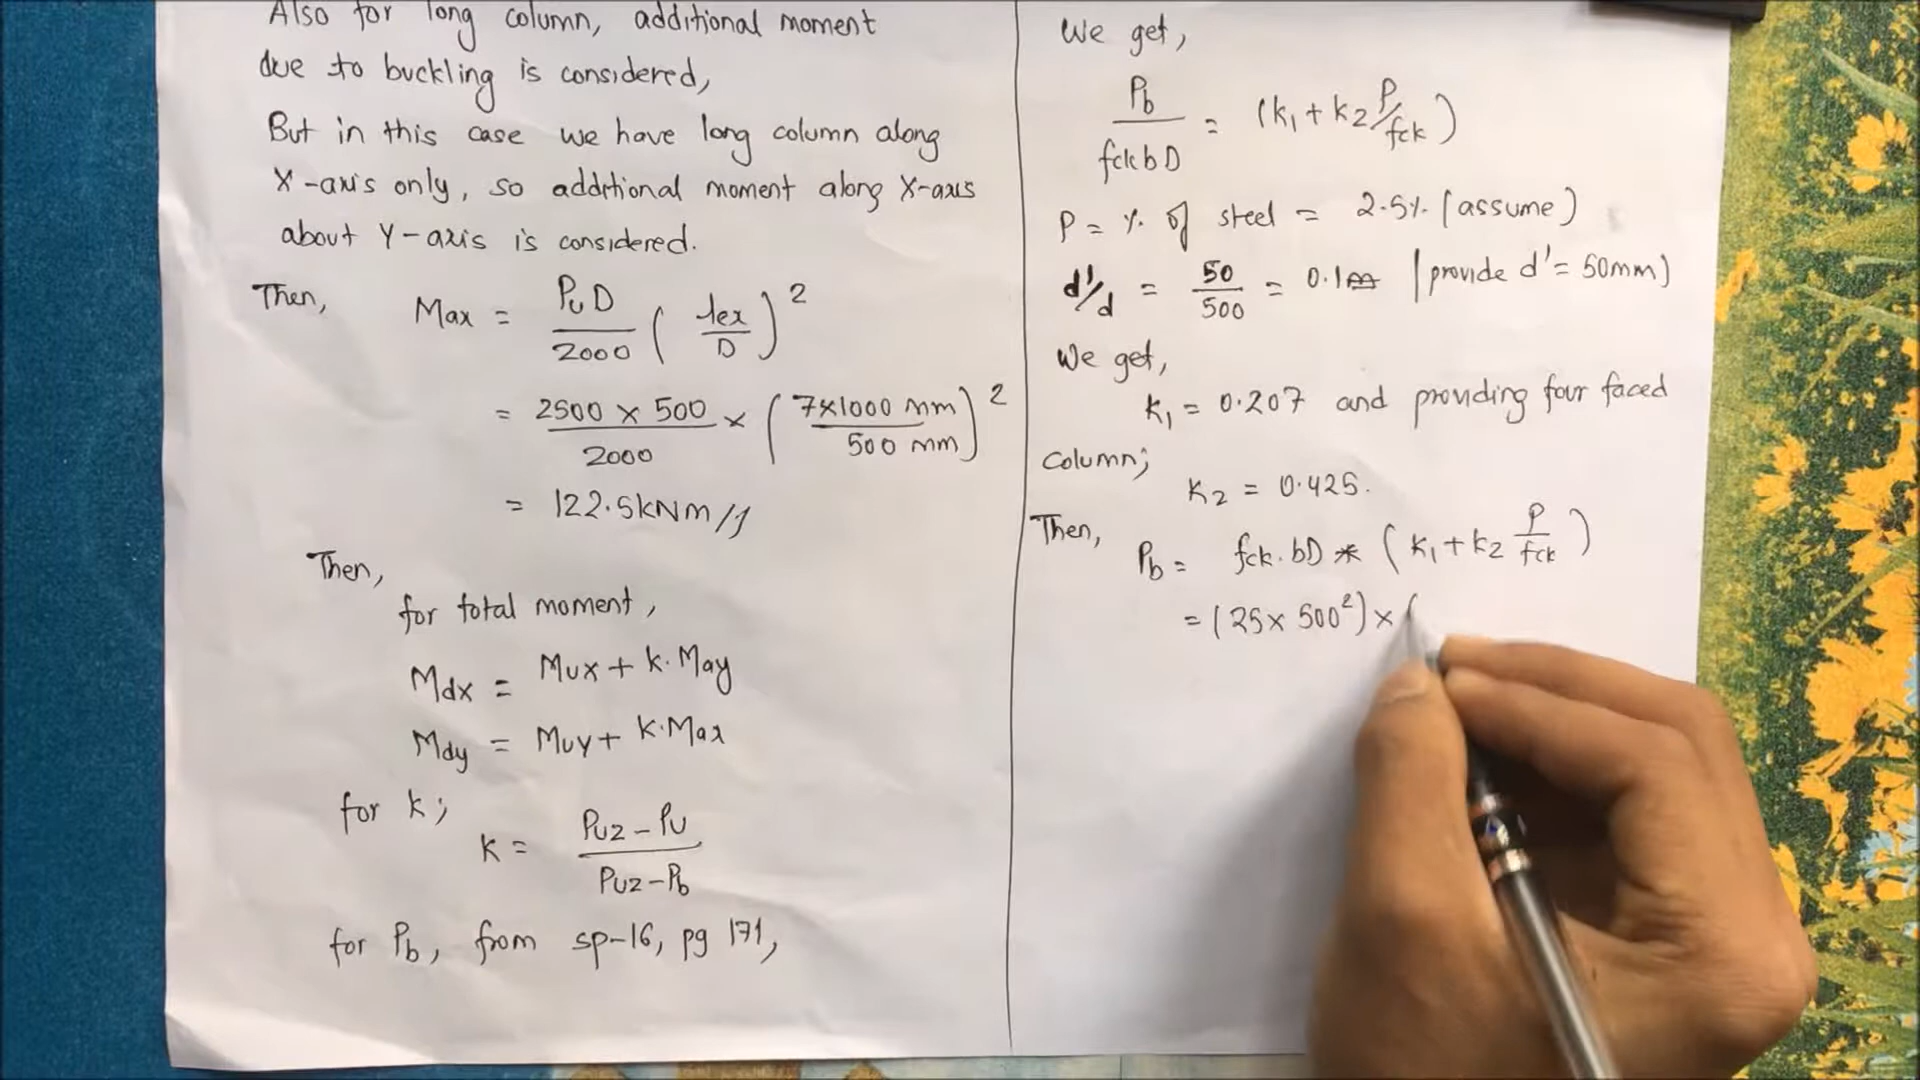 Also for long column, additional moment
due to buckling is considered,
But in this case we have long column along
X-axis only, so additional moment along X-axis
about Y-axis is considered.
Then, Max = PuD/2000 (lex/D)²
= 2500 × 500/2000 × (7×1000 mm/500 mm)²
= 122.5kNm//
Then,
for total moment,
Mdx = Mux + k.May
Mdy = Muy + k.Max
for k;
k = Puz - Pu/Puz - Pb
for Pb, from sp-16, pg 171,
We get,
Pb/fckbD = (k1 + k2 P/fck)
P = % of steel = 2.5% (assume)
d'/d = 50/500 = 0.1 (provide d' = 50mm)
We get,
k1 = 0.207 and providing four faced
column;
k2 = 0.425.
Then,
Pb = fck.bD * (k1 + k2 P/fck)
= (25 × 500²) × (